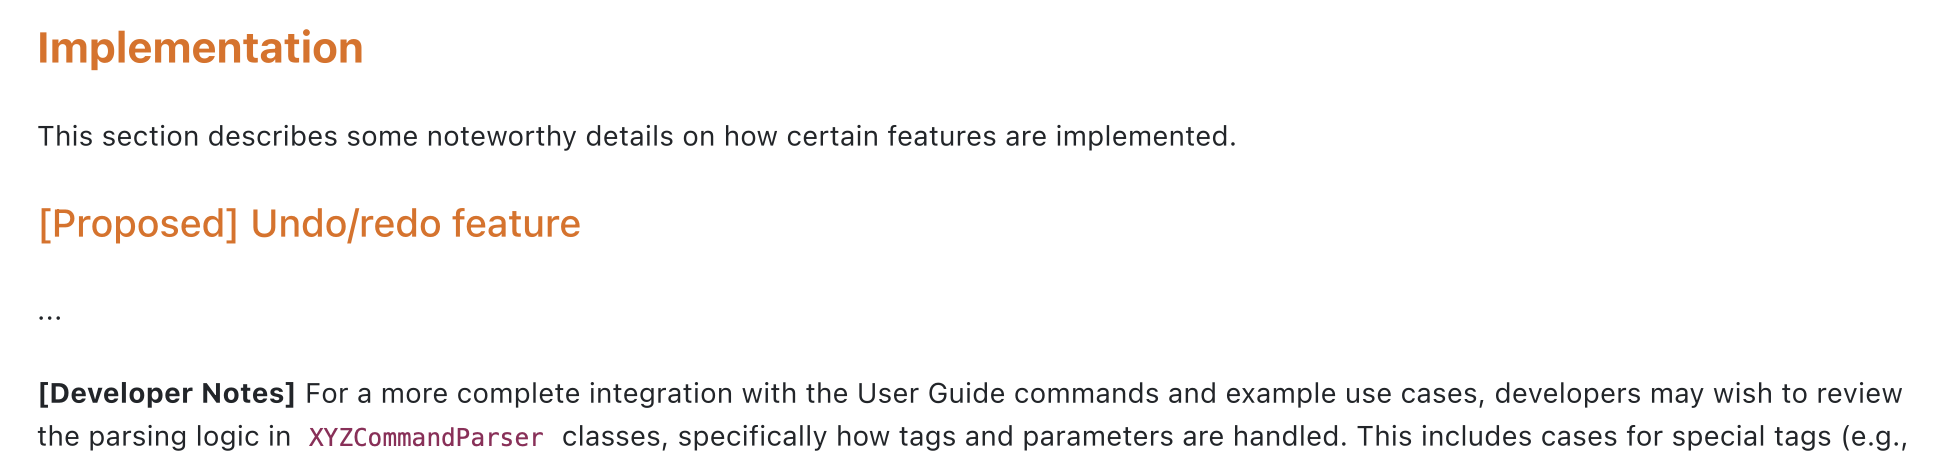 Implementation
This section describes some noteworthy details on how certain features are implemented.
[Proposed] Undo/redo feature
...
[Developer Notes] For a more complete integration with the User Guide commands and example use cases, developers may wish to review
the parsing logic in XYZCommandParser classes, specifically how tags and parameters are handled. This includes cases for special tags (e.g.,